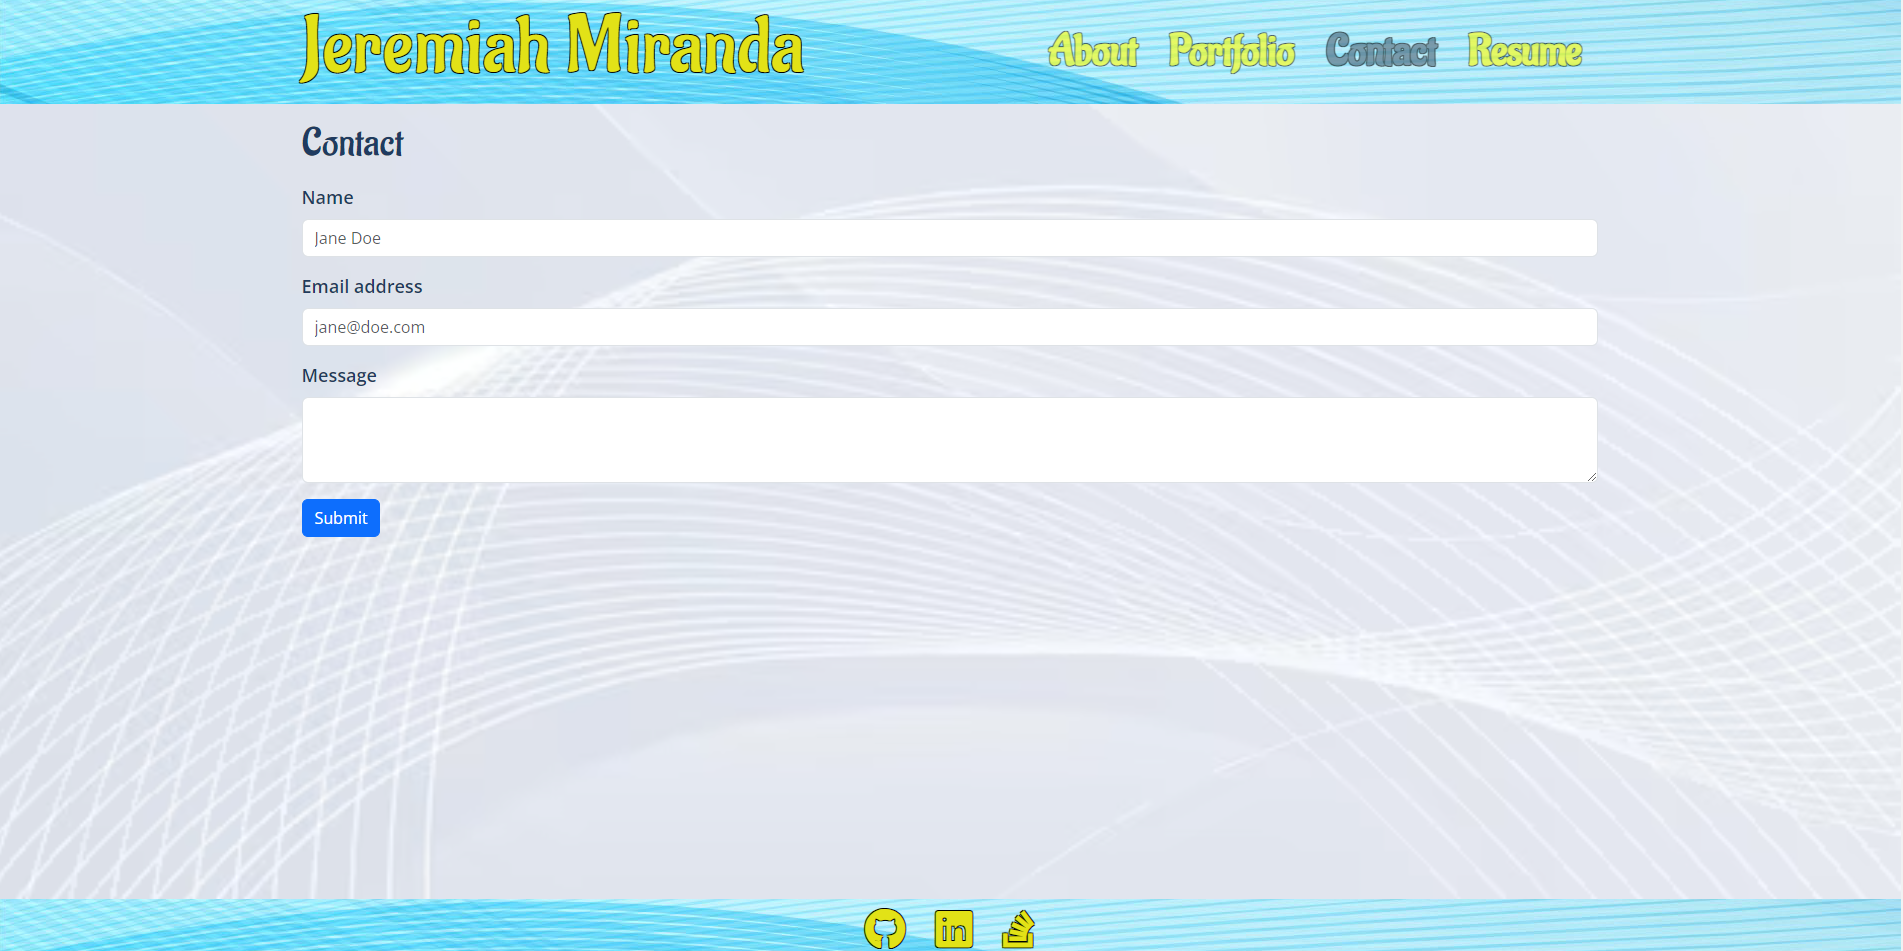 Jeremiah Miranda
About Portfolio Contact Resume
Contact
Name
Jane Doe
Email address
jane@doe.com
Message
Submit
in